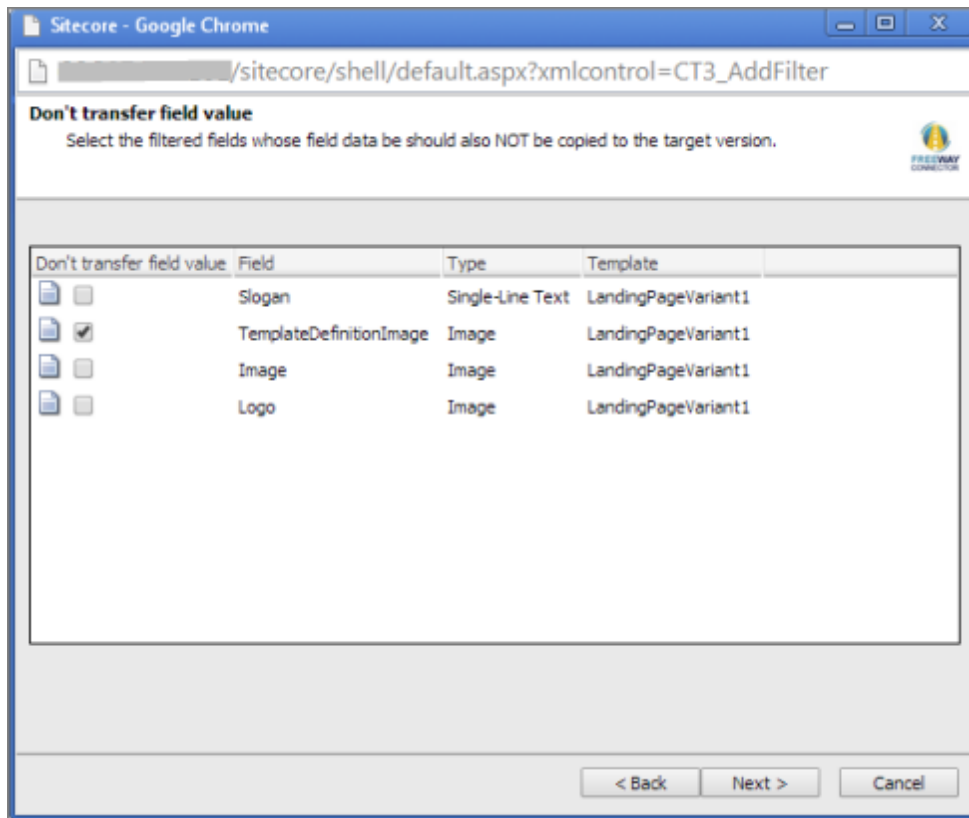 Sitecore - Google Chrome
/sitecore/shell/default.aspx?xmlcontrol=CT3_AddFilter
Don't transfer field value
Select the filtered fields whose field data be should also NOT be copied to the target version.
FREEWAY
CONNECTOR
Don't transfer field value Field Type Template
Slogan Single-Line Text LandingPageVariant1
TemplateDefinitionImage Image LandingPageVariant1
Image Image LandingPageVariant1
Logo Image LandingPageVariant1
< Back Next > Cancel